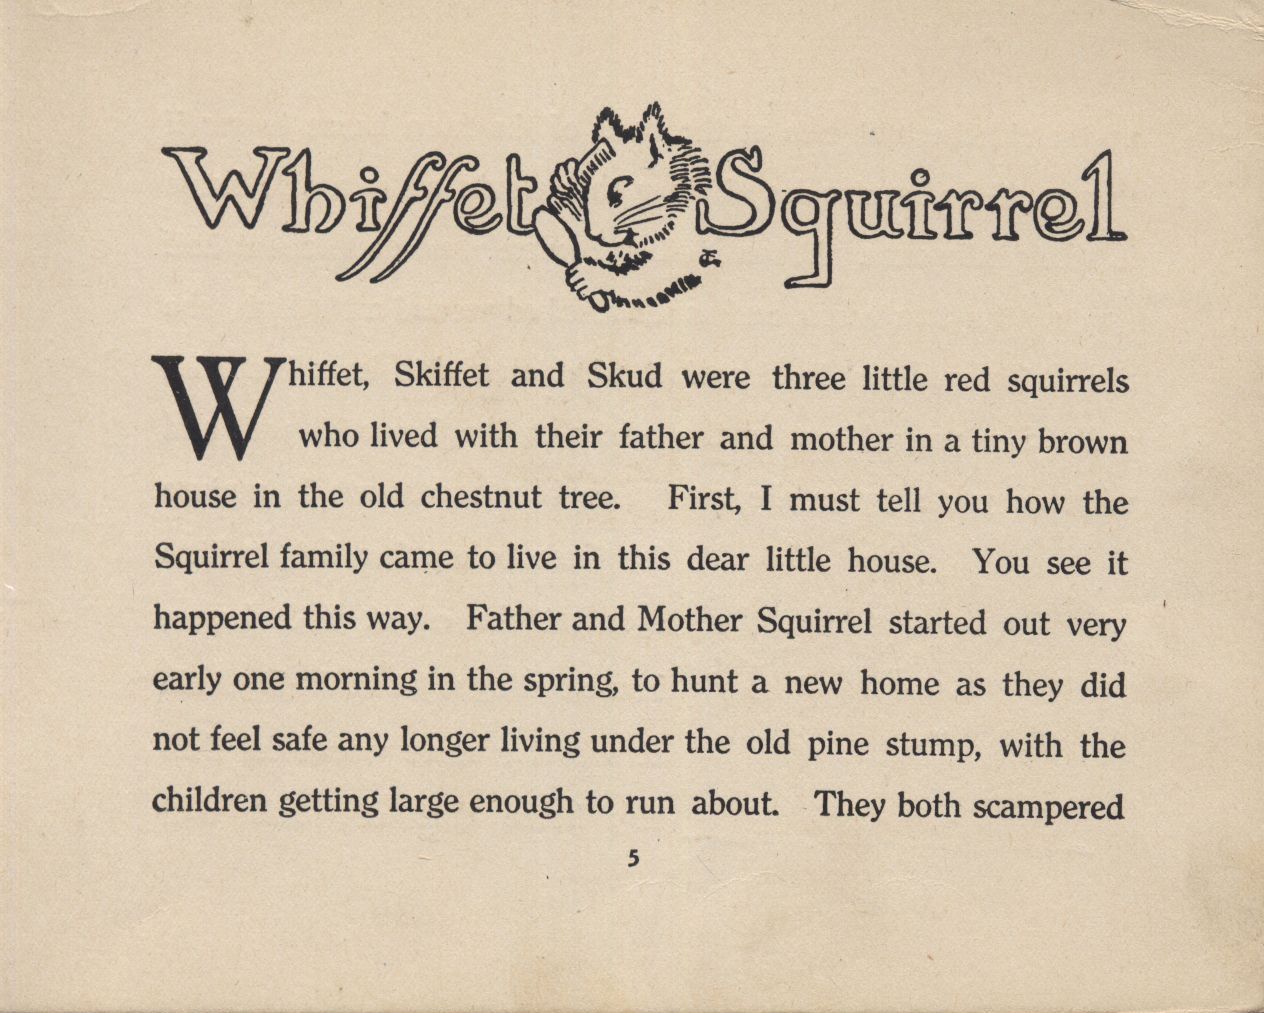 Whiffet Squirrel
Whiffet, Skiffet and Skud were three little red squirrels
who lived with their father and mother in a tiny brown
house in the old chestnut tree. First, I must tell you how the
Squirrel family came to live in this dear little house. You see it
happened this way. Father and Mother Squirrel started out very
early one morning in the spring, to hunt a new home as they did
not feel safe any longer living under the old pine stump, with the
children getting large enough to run about. They both scampered
5